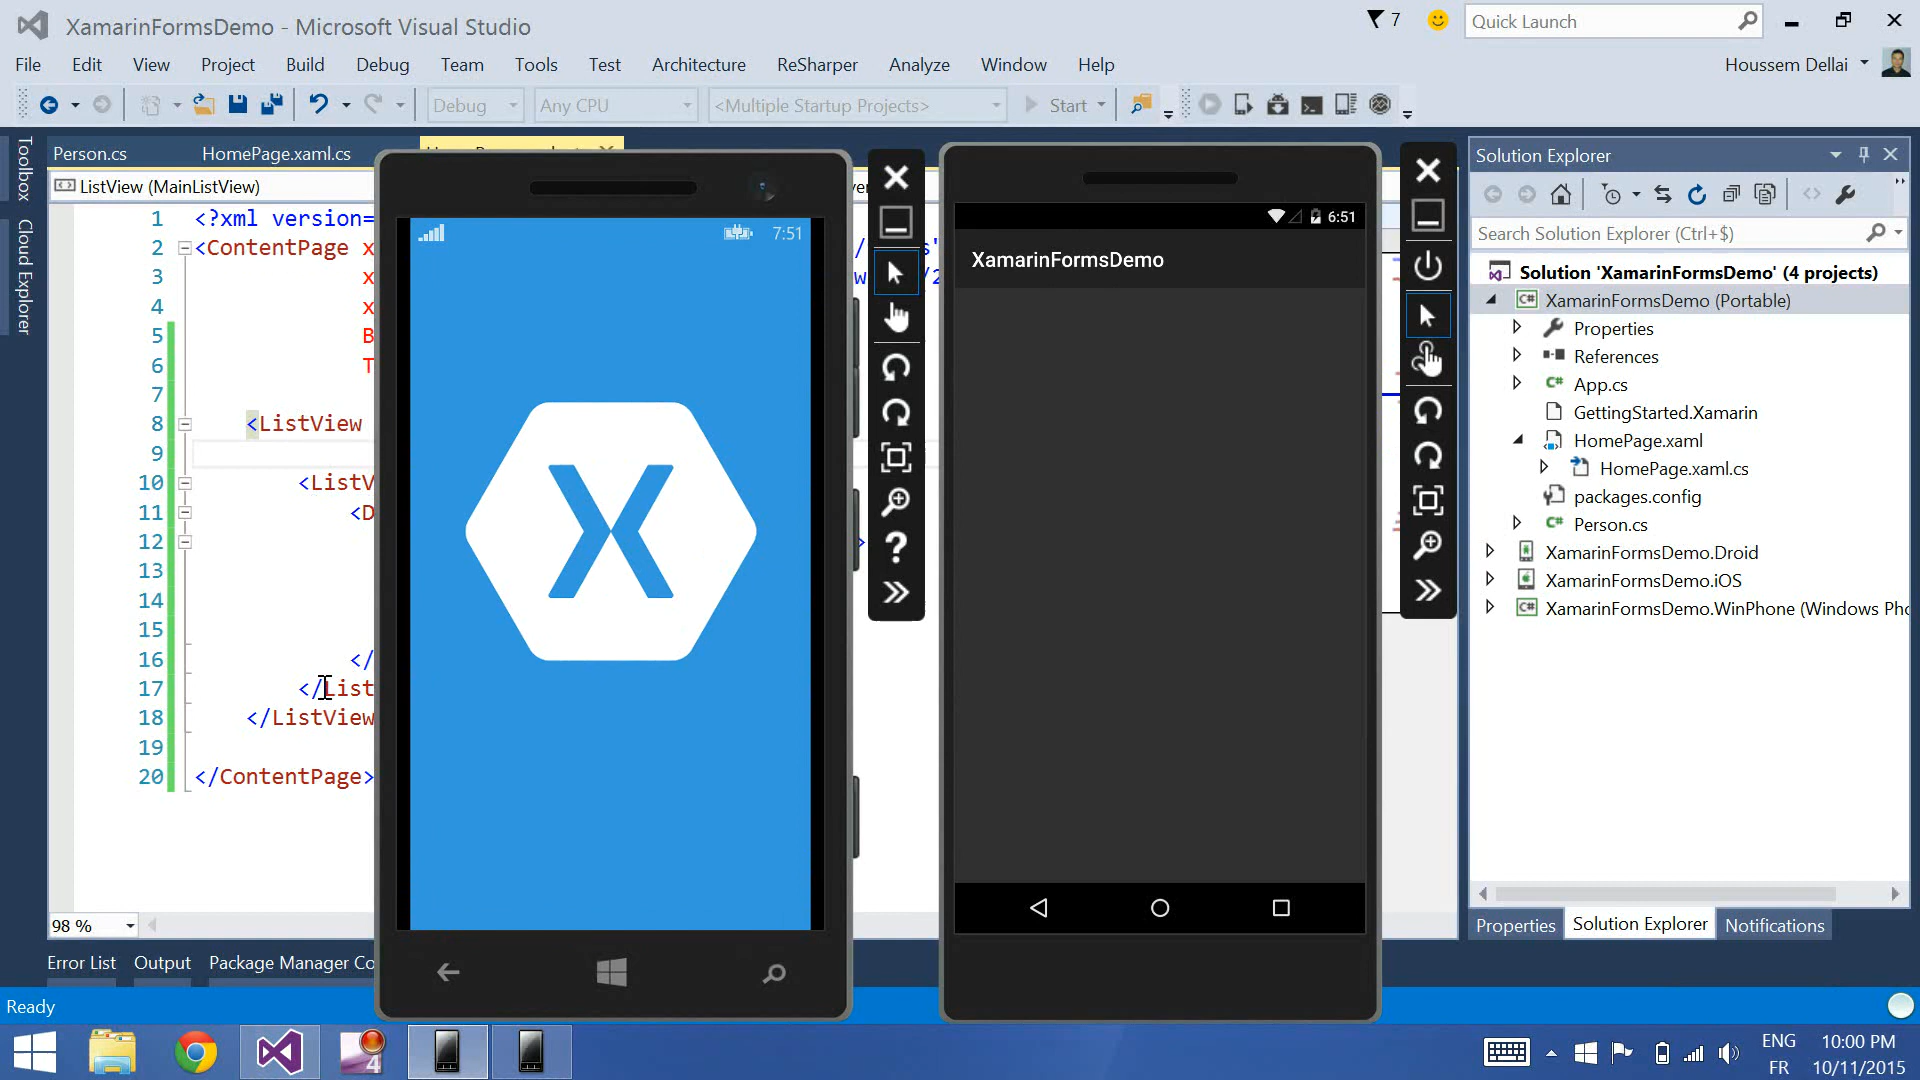 XamarinFormsDemo - Microsoft Visual Studio
7
Quick Launch
File Edit View Project Build Debug Team Tools Test Architecture ReSharper Analyze Window Help
Houssem Dellai
Debug
Any CPU
<Multiple Startup Projects>
Start
Toolbox
Cloud Explorer
Person.cs
HomePage.xaml.cs
ListView (MainListView)
1 <?xml version=
2 <ContentPage x
3 x
4 x
5 B
6 T
7
8 <ListView
9
10 <ListV
11 <D
12
13
14
15
16 </
17 </List
18 </ListView
19
20 </ContentPage>
98 %
7:51
X
6:51
XamarinFormsDemo
Solution Explorer
Search Solution Explorer (Ctrl+$)
Solution 'XamarinFormsDemo' (4 projects)
XamarinFormsDemo (Portable)
Properties
References
App.cs
GettingStarted.Xamarin
HomePage.xaml
HomePage.xaml.cs
packages.config
Person.cs
XamarinFormsDemo.Droid
XamarinFormsDemo.iOS
XamarinFormsDemo.WinPhone (Windows Pho
Properties
Solution Explorer
Notifications
Error List
Output
Package Manager Co
Ready
4
ENG
FR
10:00 PM
10/11/2015